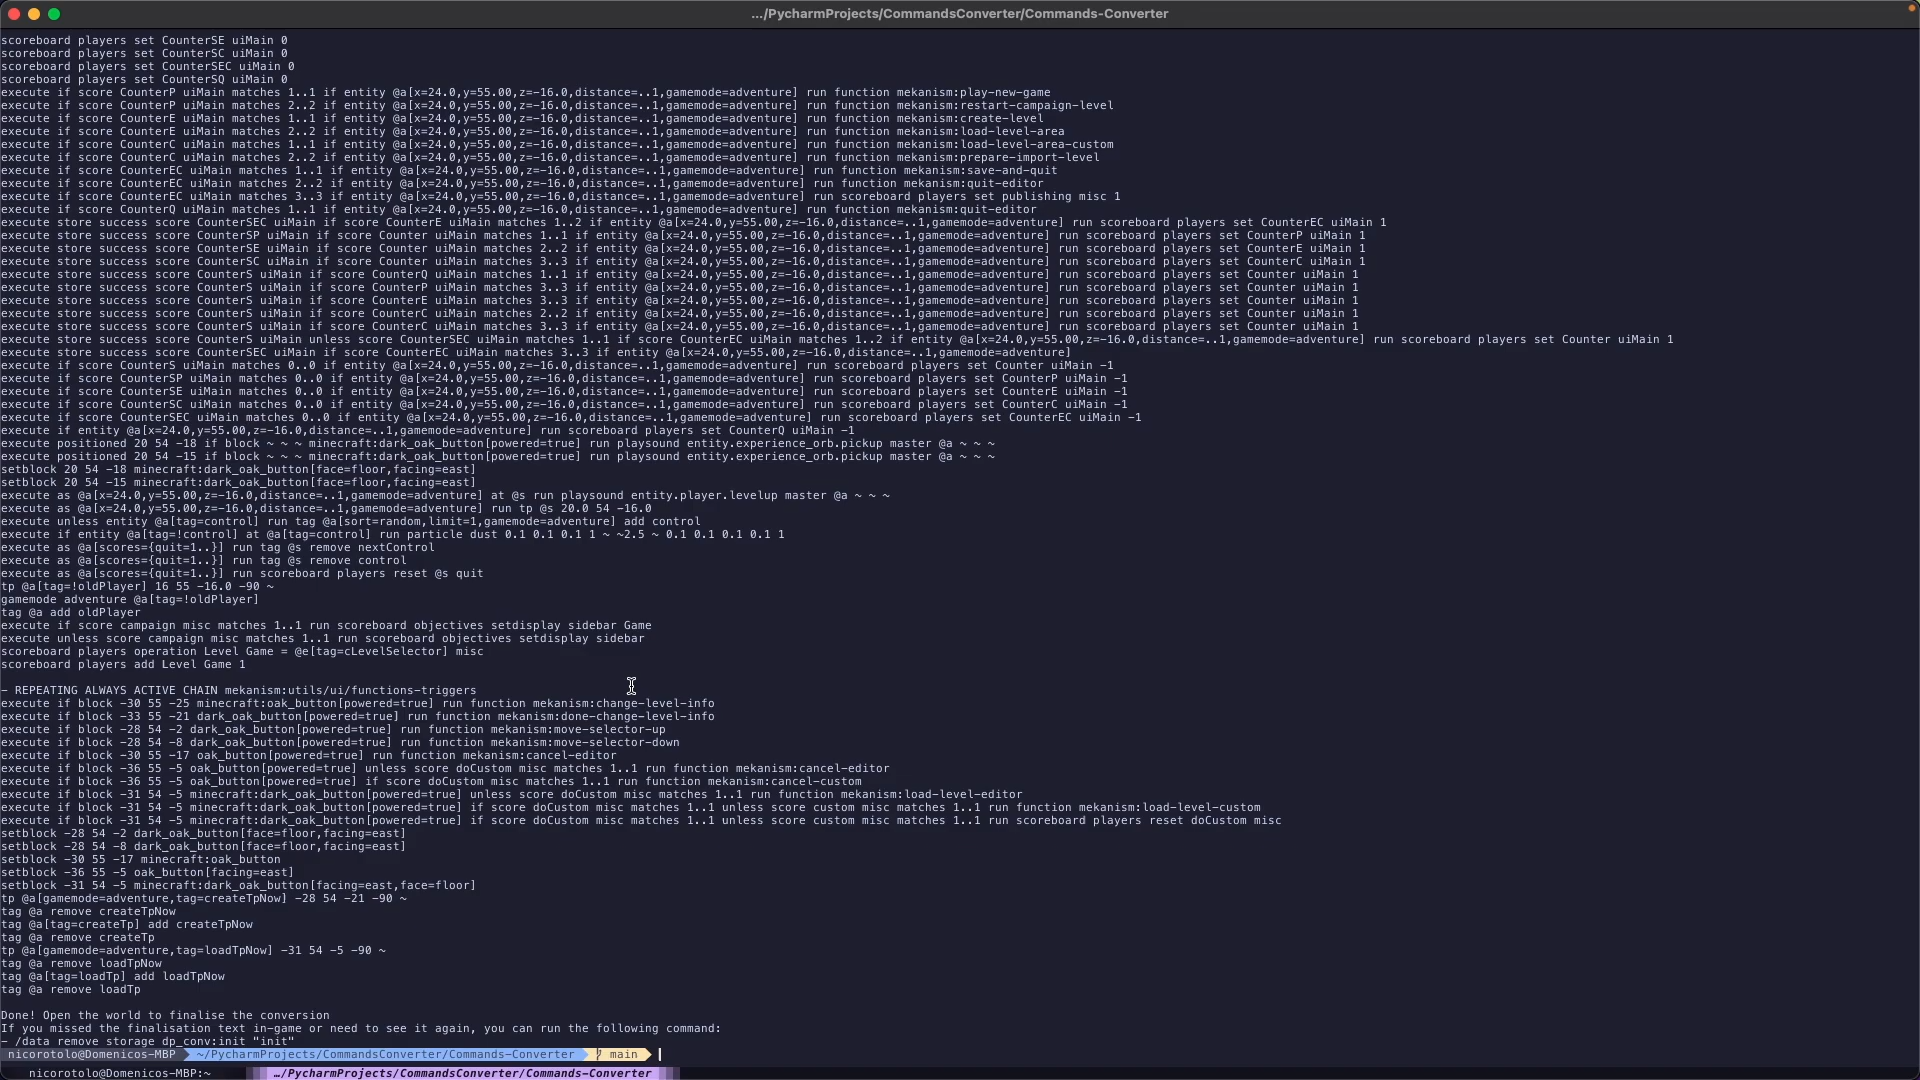 .../PycharmProjects/CommandsConverter/Commands-Converter
scoreboard players set CounterSE uiMain 0
scoreboard players set CounterSC uiMain 0
scoreboard players set CounterSEC uiMain 0
scoreboard players set CounterSQ uiMain 0
execute if score CounterP uiMain matches 1..1 if entity @a[x=24.0,y=55.00,z=-16.0,distance=..1,gamemode=adventure] run function mekanism:play-new-game
execute if score CounterP uiMain matches 2..2 if entity @a[x=24.0,y=55.00,z=-16.0,distance=..1,gamemode=adventure] run function mekanism:restart-campaign-level
execute if score CounterE uiMain matches 1..1 if entity @a[x=24.0,y=55.00,z=-16.0,distance=..1,gamemode=adventure] run function mekanism:create-level
execute if score CounterE uiMain matches 2..2 if entity @a[x=24.0,y=55.00,z=-16.0,distance=..1,gamemode=adventure] run function mekanism:load-level-area
execute if score CounterC uiMain matches 1..1 if entity @a[x=24.0,y=55.00,z=-16.0,distance=..1,gamemode=adventure] run function mekanism:load-level-area-custom
execute if score CounterC uiMain matches 2..2 if entity @a[x=24.0,y=55.00,z=-16.0,distance=..1,gamemode=adventure] run function mekanism:prepare-import-level
execute if score CounterEC uiMain matches 1..1 if entity @a[x=24.0,y=55.00,z=-16.0,distance=..1,gamemode=adventure] run function mekanism:save-and-quit
execute if score CounterEC uiMain matches 2..2 if entity @a[x=24.0,y=55.00,z=-16.0,distance=..1,gamemode=adventure] run function mekanism:quit-editor
execute if score CounterEC uiMain matches 3..3 if entity @a[x=24.0,y=55.00,z=-16.0,distance=..1,gamemode=adventure] run scoreboard players set publishing misc 1
execute if score CounterQ uiMain matches 1..1 if entity @a[x=24.0,y=55.00,z=-16.0,distance=..1,gamemode=adventure] run function mekanism:quit-editor
execute store success score CounterSEC uiMain if score CounterE uiMain matches 1..2 if entity @a[x=24.0,y=55.00,z=-16.0,distance=..1,gamemode=adventure] run scoreboard players set CounterEC uiMain 1
execute store success score CounterSP uiMain if score Counter uiMain matches 1..1 if entity @a[x=24.0,y=55.00,z=-16.0,distance=..1,gamemode=adventure] run scoreboard players set CounterP uiMain 1
execute store success score CounterSE uiMain if score Counter uiMain matches 2..2 if entity @a[x=24.0,y=55.00,z=-16.0,distance=..1,gamemode=adventure] run scoreboard players set CounterE uiMain 1
execute store success score CounterSC uiMain if score Counter uiMain matches 3..3 if entity @a[x=24.0,y=55.00,z=-16.0,distance=..1,gamemode=adventure] run scoreboard players set CounterC uiMain 1
execute store success score CounterS uiMain if score CounterQ uiMain matches 1..1 if entity @a[x=24.0,y=55.00,z=-16.0,distance=..1,gamemode=adventure] run scoreboard players set Counter uiMain 1
execute store success score CounterS uiMain if score CounterP uiMain matches 3..3 if entity @a[x=24.0,y=55.00,z=-16.0,distance=..1,gamemode=adventure] run scoreboard players set Counter uiMain 1
execute store success score CounterS uiMain if score CounterE uiMain matches 3..3 if entity @a[x=24.0,y=55.00,z=-16.0,distance=..1,gamemode=adventure] run scoreboard players set Counter uiMain 1
execute store success score CounterS uiMain if score CounterC uiMain matches 2..2 if entity @a[x=24.0,y=55.00,z=-16.0,distance=..1,gamemode=adventure] run scoreboard players set Counter uiMain 1
execute store success score CounterS uiMain if score CounterC uiMain matches 3..3 if entity @a[x=24.0,y=55.00,z=-16.0,distance=..1,gamemode=adventure] run scoreboard players set Counter uiMain 1
execute store success score CounterS uiMain unless score CounterSEC uiMain matches 1..1 if score CounterEC uiMain matches 1..2 if entity @a[x=24.0,y=55.00,z=-16.0,distance=..1,gamemode=adventure] run scoreboard players set Counter uiMain 1
execute store success score CounterSEC uiMain if score CounterEC uiMain matches 3..3 if entity @a[x=24.0,y=55.00,z=-16.0,distance=..1,gamemode=adventure]
execute if score CounterS uiMain matches 0..0 if entity @a[x=24.0,y=55.00,z=-16.0,distance=..1,gamemode=adventure] run scoreboard players set Counter uiMain -1
execute if score CounterSP uiMain matches 0..0 if entity @a[x=24.0,y=55.00,z=-16.0,distance=..1,gamemode=adventure] run scoreboard players set CounterP uiMain -1
execute if score CounterSE uiMain matches 0..0 if entity @a[x=24.0,y=55.00,z=-16.0,distance=..1,gamemode=adventure] run scoreboard players set CounterE uiMain -1
execute if score CounterSC uiMain matches 0..0 if entity @a[x=24.0,y=55.00,z=-16.0,distance=..1,gamemode=adventure] run scoreboard players set CounterC uiMain -1
execute if score CounterSEC uiMain matches 0..0 if entity @a[x=24.0,y=55.00,z=-16.0,distance=..1,gamemode=adventure] run scoreboard players set CounterEC uiMain -1
execute if entity @a[x=24.0,y=55.00,z=-16.0,distance=..1,gamemode=adventure] run scoreboard players set CounterQ uiMain -1
execute positioned 20 54 -18 if block ~ ~ ~ minecraft:dark_oak_button[powered=true] run playsound entity.experience_orb.pickup master @a ~ ~ ~
execute positioned 20 54 -15 if block ~ ~ ~ minecraft:dark_oak_button[powered=true] run playsound entity.experience_orb.pickup master @a ~ ~ ~
setblock 20 54 -18 minecraft:dark_oak_button[face=floor,facing=east]
setblock 20 54 -15 minecraft:dark_oak_button[face=floor,facing=east]
execute as @a[x=24.0,y=55.00,z=-16.0,distance=..1,gamemode=adventure] at @s run playsound entity.player.levelup master @a ~ ~ ~
execute as @a[x=24.0,y=55.00,z=-16.0,distance=..1,gamemode=adventure] run tp @s 20.0 54 -16.0
execute unless entity @a[tag=control] run tag @a[sort=random,limit=1,gamemode=adventure] add control
execute if entity @a[tag=!control] at @a[tag=control] run particle dust 0.1 0.1 0.1 1 ~ ~2.5 ~ 0.1 0.1 0.1 0.1 1
execute as @a[scores={quit=1..}] run tag @s remove nextControl
execute as @a[scores={quit=1..}] run tag @s remove control
execute as @a[scores={quit=1..}] run scoreboard players reset @s quit
tp @a[tag=!oldPlayer] 16 55 -16.0 -90 ~
gamemode adventure @a[tag=!oldPlayer]
tag @a add oldPlayer
execute if score campaign misc matches 1..1 run scoreboard objectives setdisplay sidebar Game
execute unless score campaign misc matches 1..1 run scoreboard objectives setdisplay sidebar
scoreboard players operation Level Game = @e[tag=cLevelSelector] misc
scoreboard players add Level Game 1
- REPEATING ALWAYS ACTIVE CHAIN mekanism:utils/ui/functions-triggers
execute if block -30 55 -25 minecraft:oak_button[powered=true] run function mekanism:change-level-info
execute if block -33 55 -21 dark_oak_button[powered=true] run function mekanism:done-change-level-info
execute if block -28 54 -2 dark_oak_button[powered=true] run function mekanism:move-selector-up
execute if block -28 54 -8 dark_oak_button[powered=true] run function mekanism:move-selector-down
execute if block -30 55 -17 oak_button[powered=true] run function mekanism:cancel-editor
execute if block -36 55 -5 oak_button[powered=true] unless score doCustom misc matches 1..1 run function mekanism:cancel-editor
execute if block -36 55 -5 oak_button[powered=true] if score doCustom misc matches 1..1 run function mekanism:cancel-custom
execute if block -31 54 -5 minecraft:dark_oak_button[powered=true] unless score doCustom misc matches 1..1 run function mekanism:load-level-editor
execute if block -31 54 -5 minecraft:dark_oak_button[powered=true] if score doCustom misc matches 1..1 unless score custom misc matches 1..1 run function mekanism:load-level-custom
execute if block -31 54 -5 minecraft:dark_oak_button[powered=true] if score doCustom misc matches 1..1 unless score custom misc matches 1..1 run scoreboard players reset doCustom misc
setblock -28 54 -2 dark_oak_button[face=floor,facing=east]
setblock -28 54 -8 dark_oak_button[face=floor,facing=east]
setblock -30 55 -17 minecraft:oak_button
setblock -36 55 -5 oak_button[facing=east]
setblock -31 54 -5 minecraft:dark_oak_button[facing=east,face=floor]
tp @a[gamemode=adventure,tag=createTpNow] -28 54 -21 -90 ~
tag @a remove createTpNow
tag @a[tag=createTp] add createTpNow
tag @a remove createTp
tp @a[gamemode=adventure,tag=loadTpNow] -31 54 -5 -90 ~
tag @a remove loadTpNow
tag @a[tag=loadTp] add loadTpNow
tag @a remove loadTp
Done! Open the world to finalise the conversion
If you missed the finalisation text in-game or need to see it again, you can run the following command:
- /data remove storage dp_conv:init "init"
nicorotolo@Domenicos-MBP ~/PycharmProjects/CommandsConverter/Commands-Converter main
nicorotolo@Domenicos-MBP:~ …/PycharmProjects/CommandsConverter/Commands-Converter